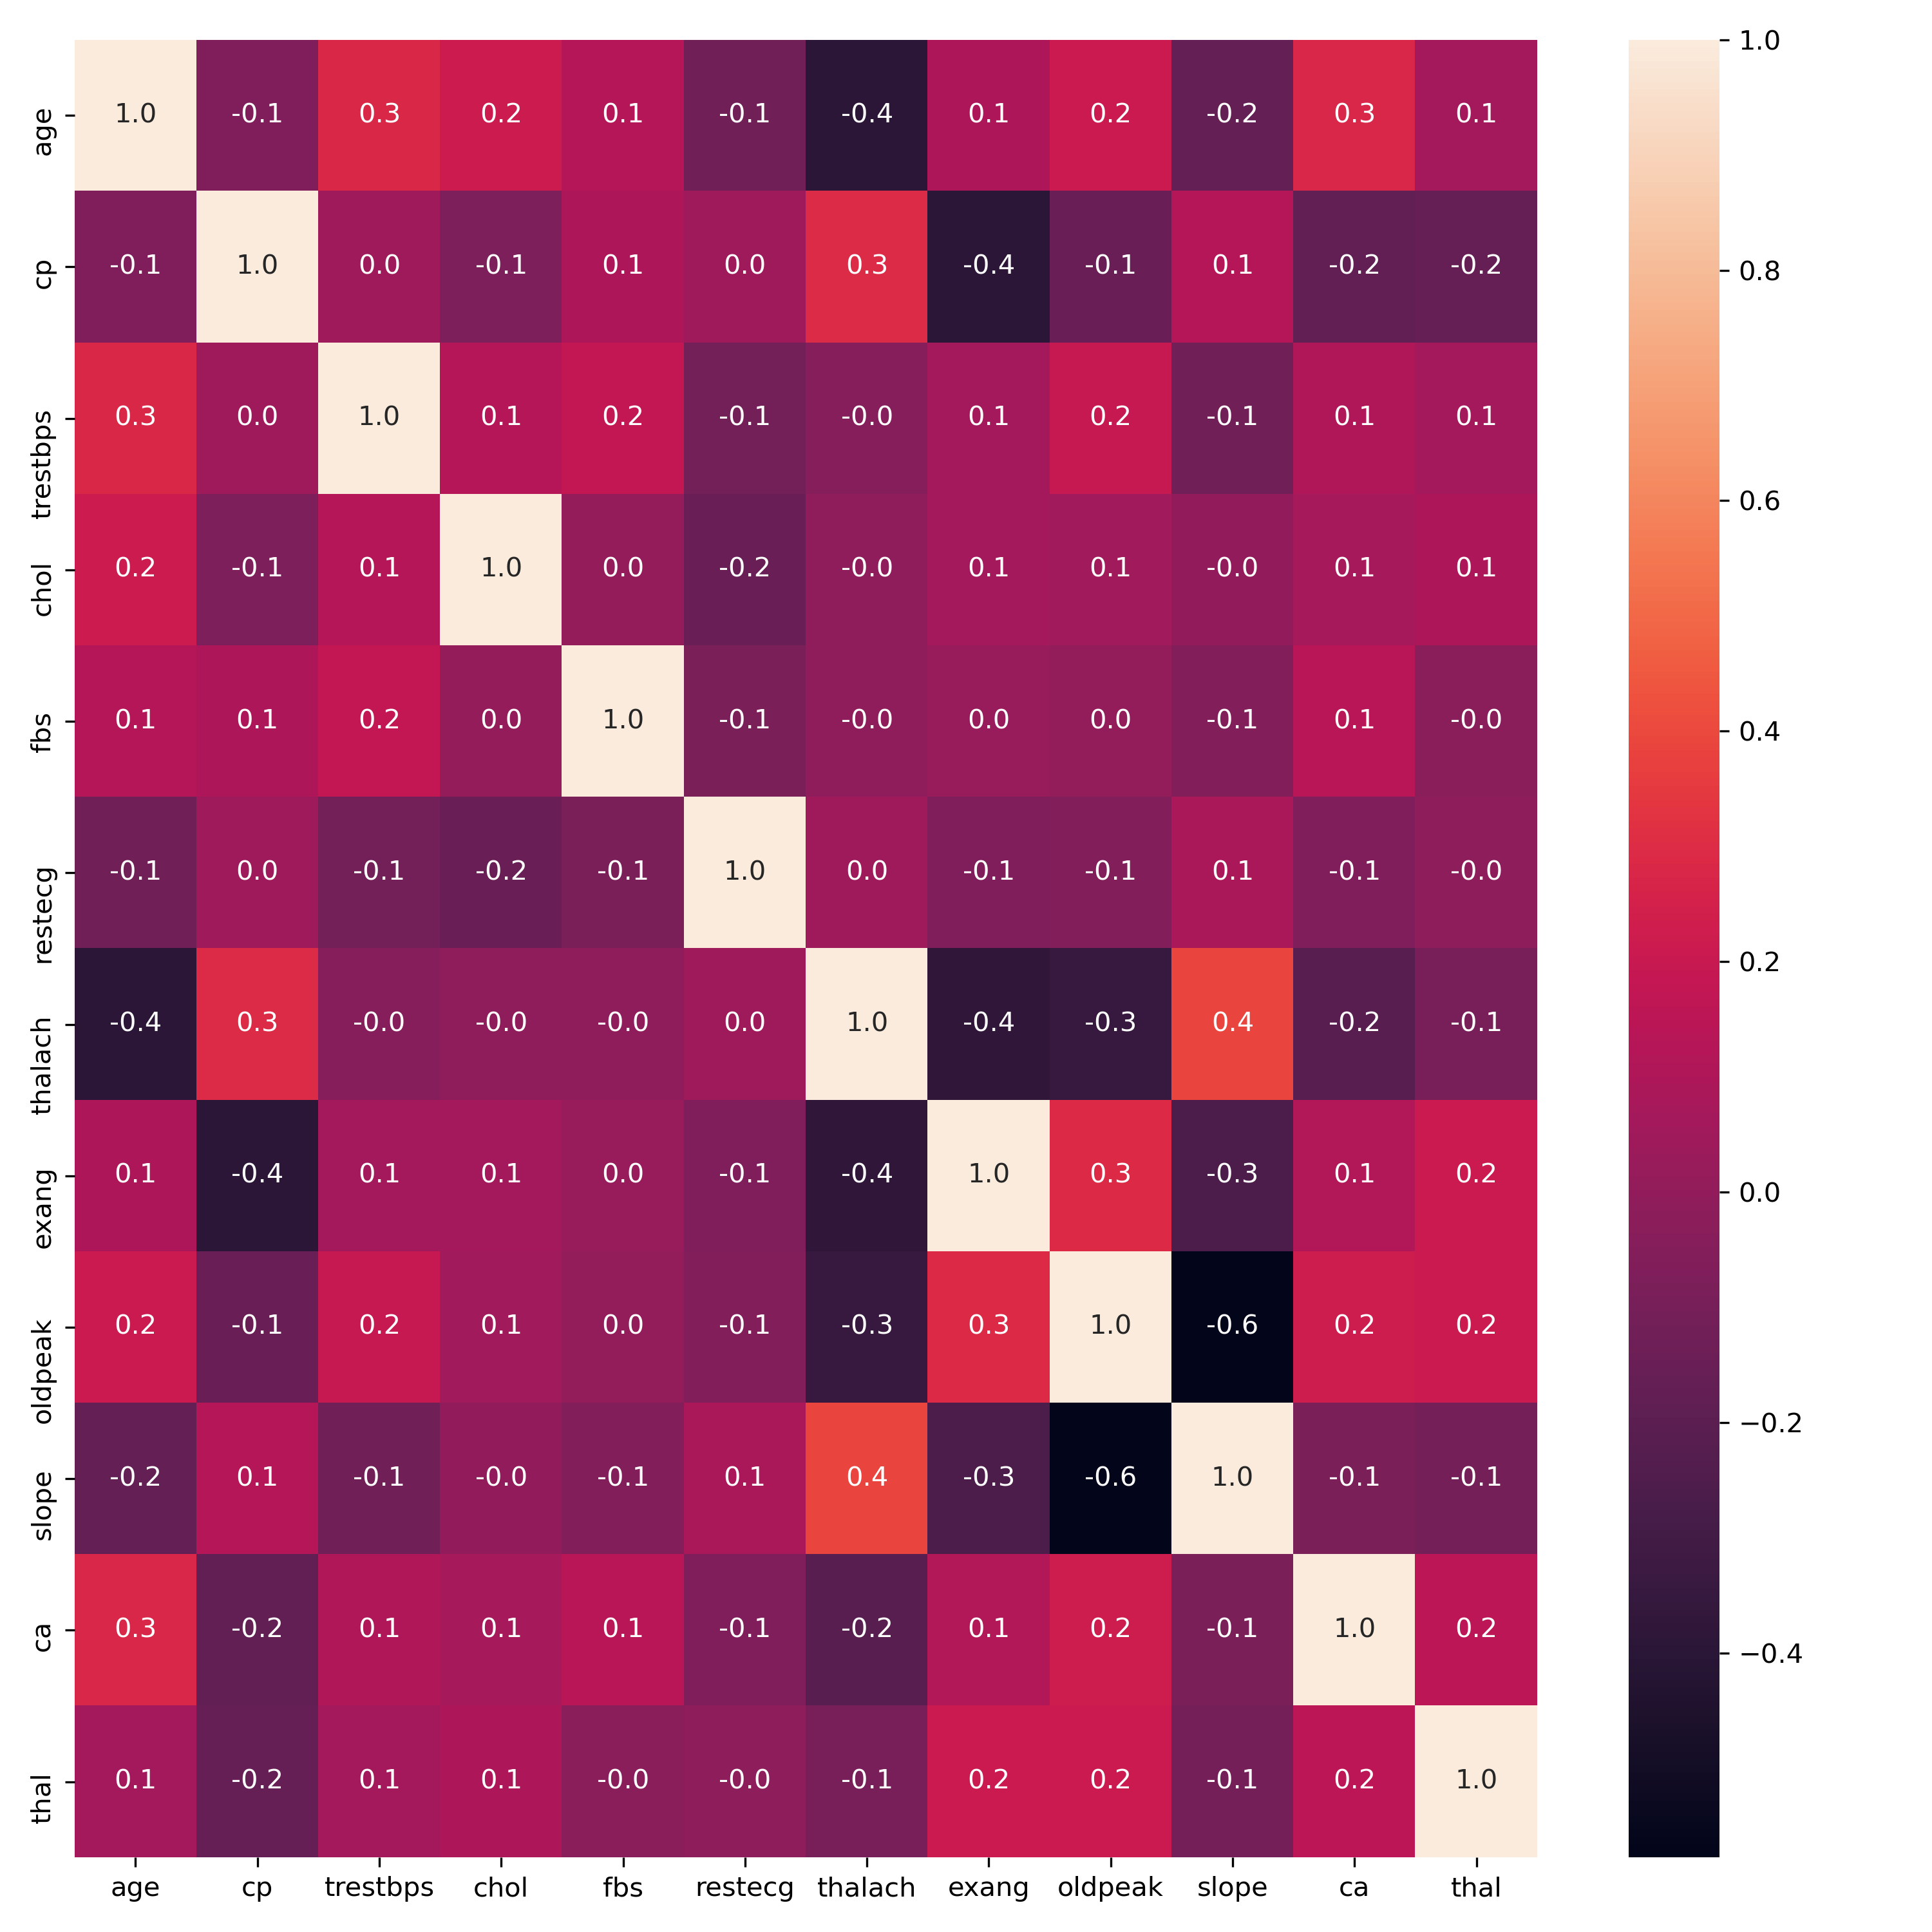 1.0
age 1.0 -0.1 0.3 0.2 0.1 -0.1 -0.4 0.1 0.2 -0.2 0.3 0.1
cp -0.1 1.0 0.0 -0.1 0.1 0.0 0.3 -0.4 -0.1 0.1 -0.2 -0.2
0.8
trestbps 0.3 0.0 1.0 0.1 0.2 -0.1 -0.0 0.1 0.2 -0.1 0.1 0.1
0.6
chol 0.2 -0.1 0.1 1.0 0.0 -0.2 -0.0 0.1 0.1 -0.0 0.1 0.1
fbs 0.1 0.1 0.2 0.0 1.0 -0.1 -0.0 0.0 0.0 -0.1 0.1 -0.0
0.4
restecg -0.1 0.0 -0.1 -0.2 -0.1 1.0 0.0 -0.1 -0.1 0.1 -0.1 -0.0
0.2
thalach -0.4 0.3 -0.0 -0.0 -0.0 0.0 1.0 -0.4 -0.3 0.4 -0.2 -0.1
exang 0.1 -0.4 0.1 0.1 0.0 -0.1 -0.4 1.0 0.3 -0.3 0.1 0.2
0.0
oldpeak 0.2 -0.1 0.2 0.1 0.0 -0.1 -0.3 0.3 1.0 -0.6 0.2 0.2
−0.2
slope -0.2 0.1 -0.1 -0.0 -0.1 0.1 0.4 -0.3 -0.6 1.0 -0.1 -0.1
ca 0.3 -0.2 0.1 0.1 0.1 -0.1 -0.2 0.1 0.2 -0.1 1.0 0.2
−0.4
thal 0.1 -0.2 0.1 0.1 -0.0 -0.0 -0.1 0.2 0.2 -0.1 0.2 1.0
age cp trestbps chol fbs restecg thalach exang oldpeak slope ca thal